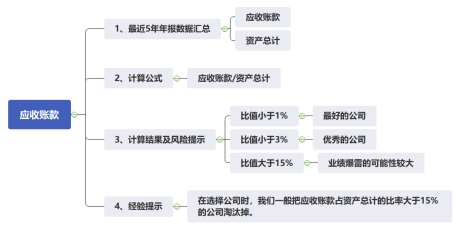 应收账款
1、最近5年年报数据汇总
应收账款
资产总计
2、计算公式
应收账款/资产总计
3、计算结果及风险提示
比值小于1%
最好的公司
比值小于3%
优秀的公司
比值大于15%
业绩爆雷的可能性较大
4、经验提示
在选择公司时，我们一般把应收账款占资产总计的比率大于15%
的公司淘汰掉。